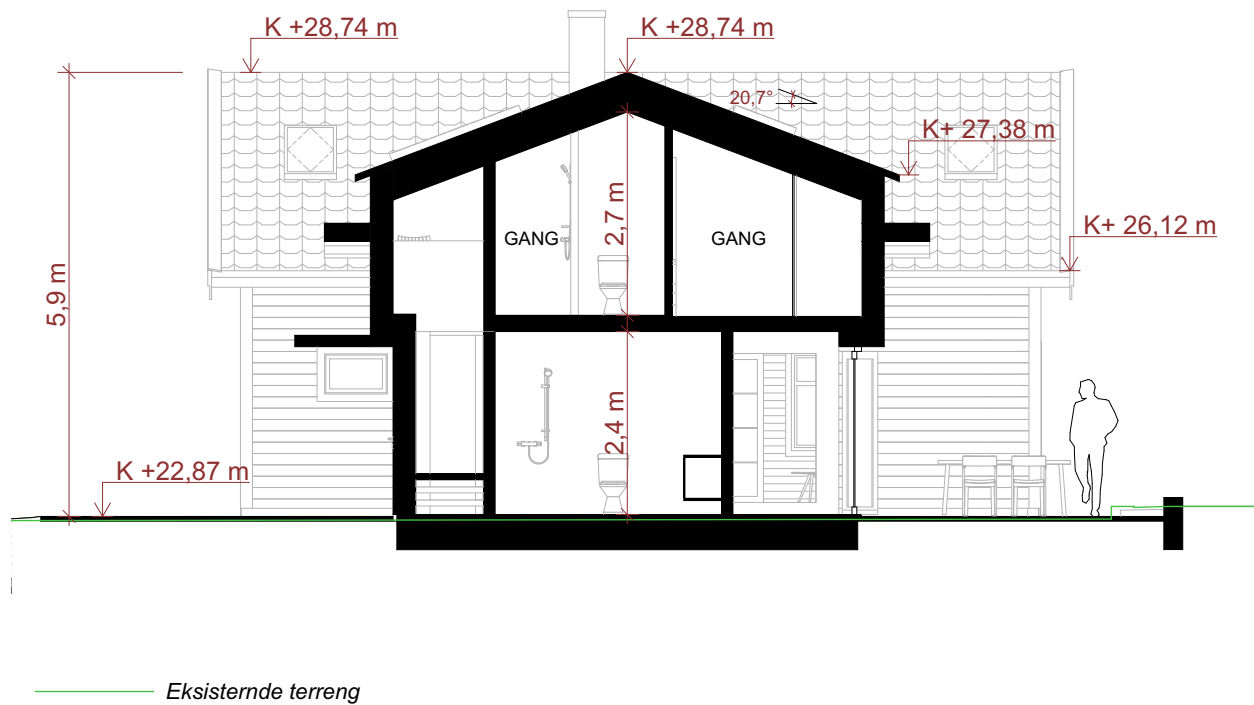 K +28,74 m
K +28,74 m
20,7°
K+ 27,38 m
K+ 26,12 m
GANG
2,7 m
GANG
5,9 m
2,4 m
K +22,87 m
Eksisternde terreng